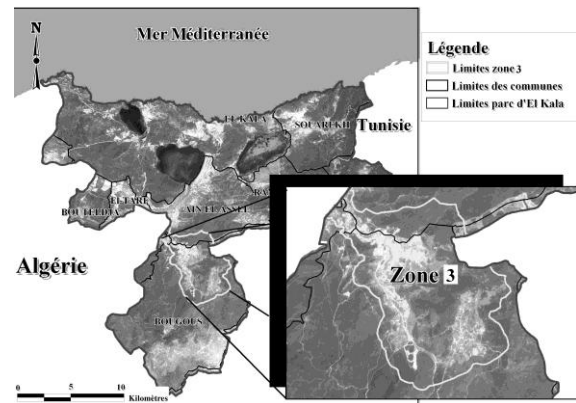 N
Mer Méditerranée
Légende
Limites zone 3
Limites des communes
Limites parc d'El Kala
EL KALA
SOUAREKH
Tunisie
EL TARF
BOUTELDJA
AIN EL ASSEL
Algérie
BOUGOUS
Zone 3
0 5 10
Kilomètres